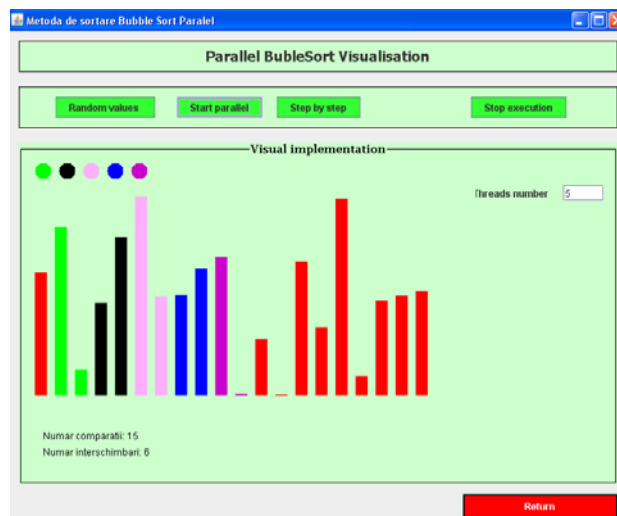 Metoda de sortare Bubble Sort Paralel
Parallel BubleSort Visualisation
Random values Start parallel Step by step Stop execution
Visual implementation
Threads number 5
Numar comparatii: 15
Numar interschimbari: 6
Return